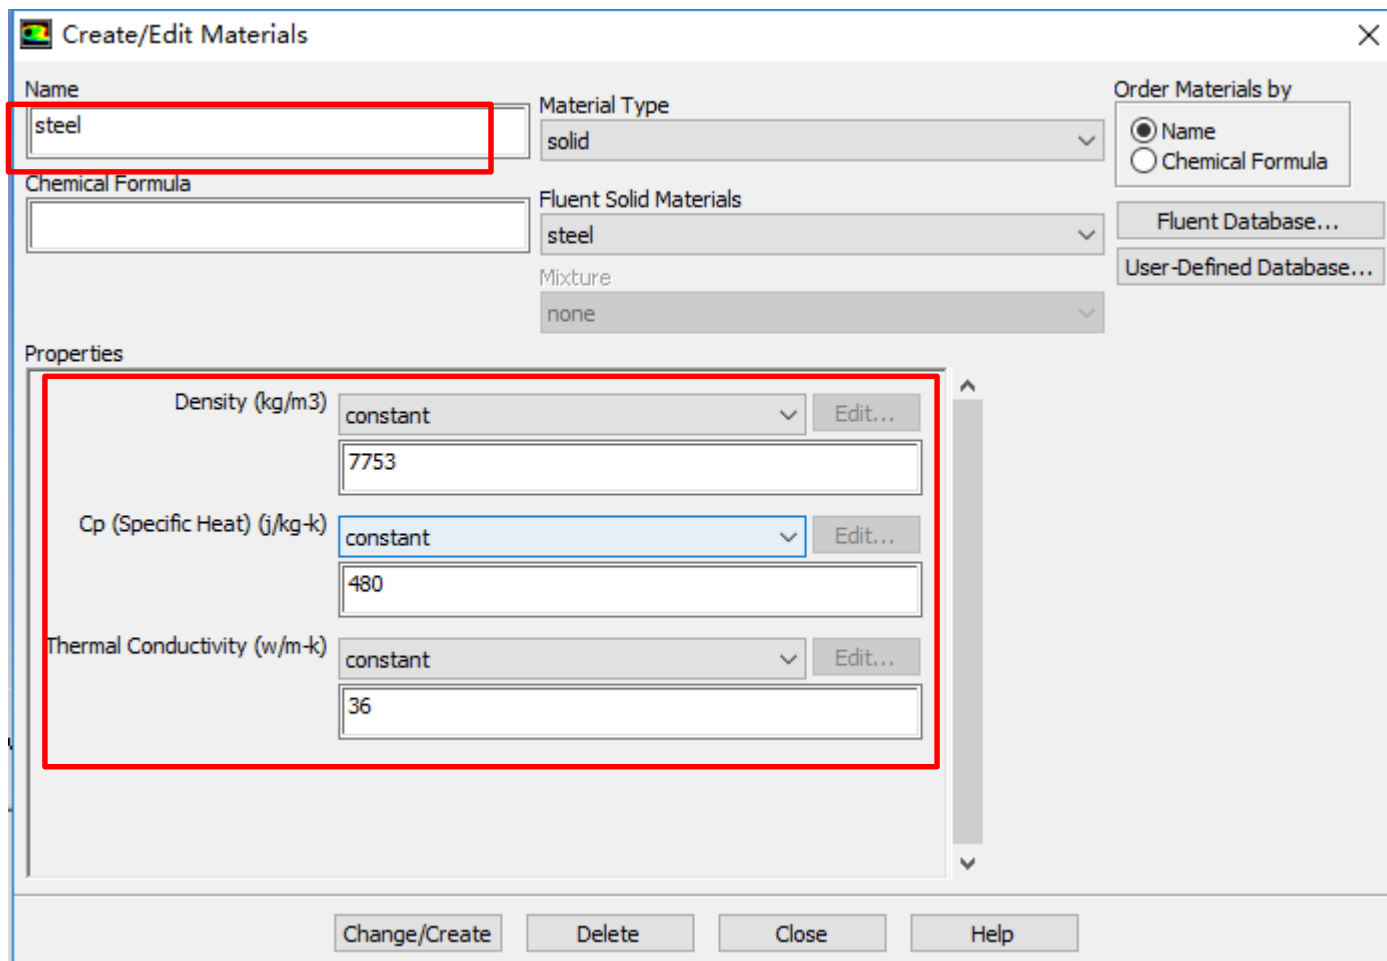 Create/Edit Materials
Name
steel
Chemical Formula
Material Type
solid
Fluent Solid Materials
steel
Mixture
none
Order Materials by
Name
Chemical Formula
Fluent Database...
User-Defined Database...
Properties
Density (kg/m3) constant Edit...
7753
Cp (Specific Heat) (j/kg-k) constant Edit...
480
Thermal Conductivity (w/m-k) constant Edit...
36
Change/Create Delete Close Help